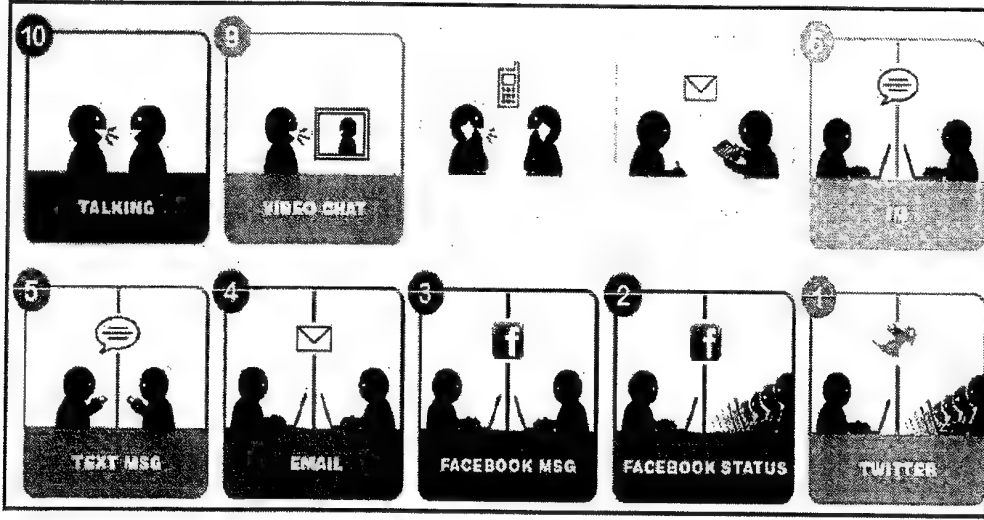 10
TALKING
9
VIDEO CHAT
6
IM
5
TEXT MSG
4
EMAIL
3
FACEBOOK MSG
2
FACEBOOK STATUS
1
TWITTER